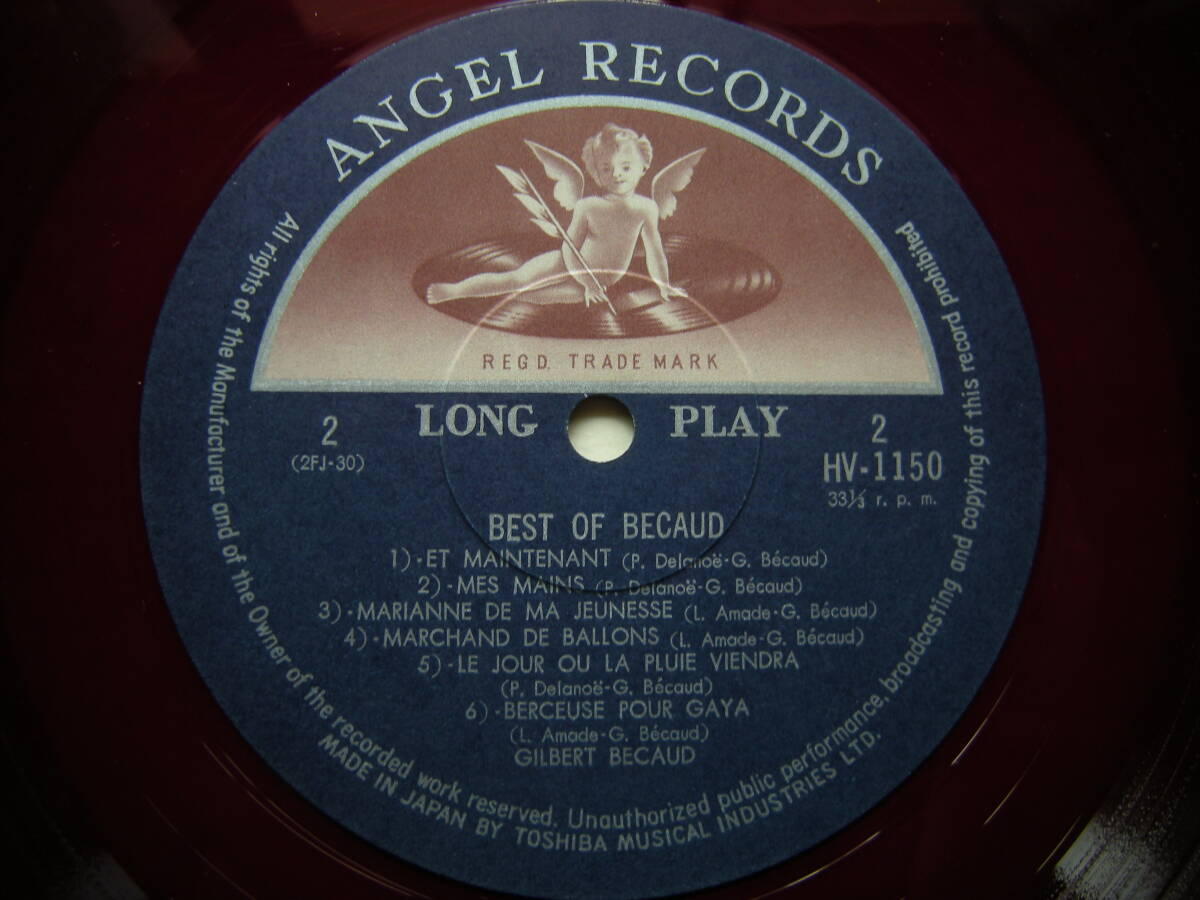 ANGEL RECORDS
REGD. TRADE MARK
LONG PLAY
2
(2FJ-30)
2
HV-1150
33⅓ r. p. m.
BEST OF BECAUD
1)·ET MAINTENANT (P. Delanoë-G. Bécaud)
2)·MES MAINS (P. Delanoë-G. Bécaud)
3)·MARIANNE DE MA JEUNESSE (L. Amade-G. Bécaud)
4)·MARCHAND DE BALLONS (L. Amade-G. Bécaud)
5)·LE JOUR OU LA PLUIE VIENDRA
(P. Delanoë-G. Bécaud)
6)·BERCEUSE POUR GAYA
(L. Amade-G. Bécaud)
GILBERT BECAUD
All rights of the Manufacturer and of the Owner of the recorded work reserved. Unauthorized public performance, broadcasting and copying of this record prohibited
MADE IN JAPAN BY TOSHIBA MUSICAL INDUSTRIES LTD.